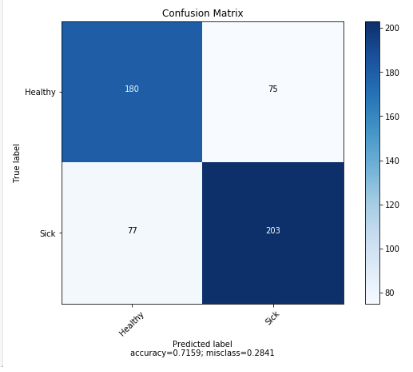 Confusion Matrix
Healthy
180
75
200
180
160
140
120
100
80
True label
Sick
77
203
Healthy
Sick
Predicted label
accuracy=0.7159; misclass=0.2841